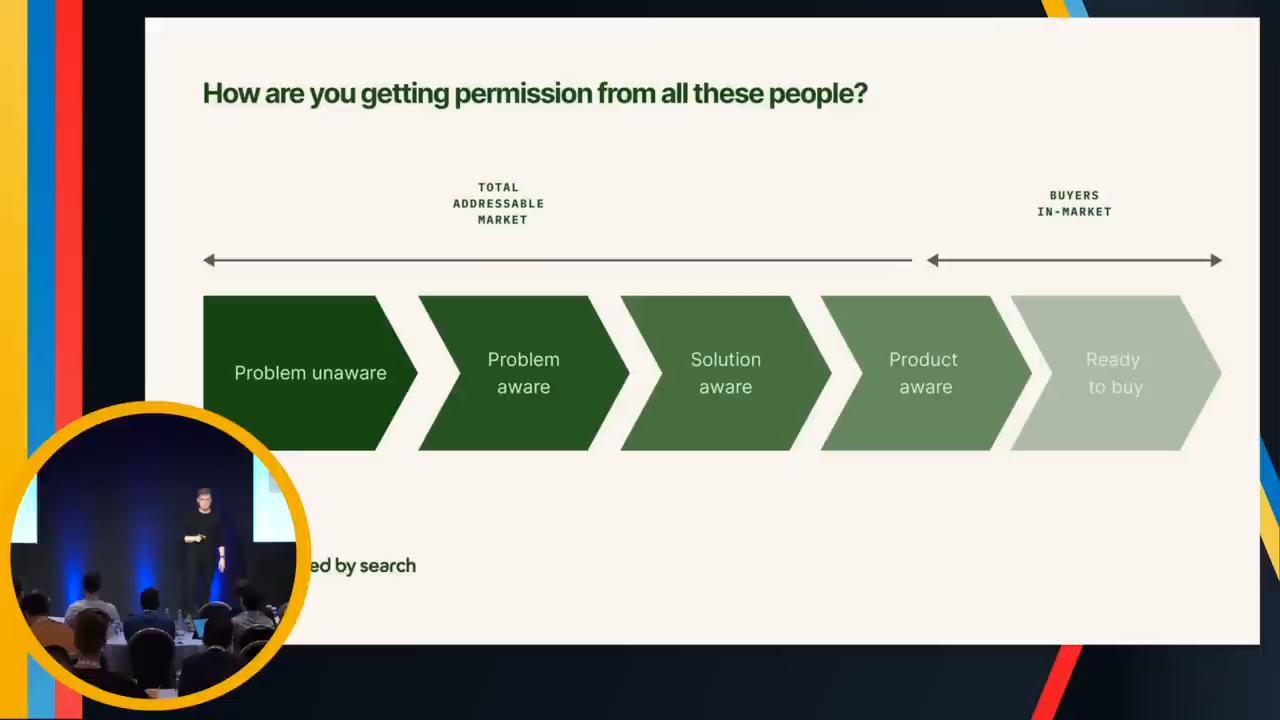 How are you getting permission from all these people?
TOTAL
ADDRESSABLE
MARKET
BUYERS
IN-MARKET
Problem unaware
Problem
aware
Solution
aware
Product
aware
Ready
to buy
ed by search